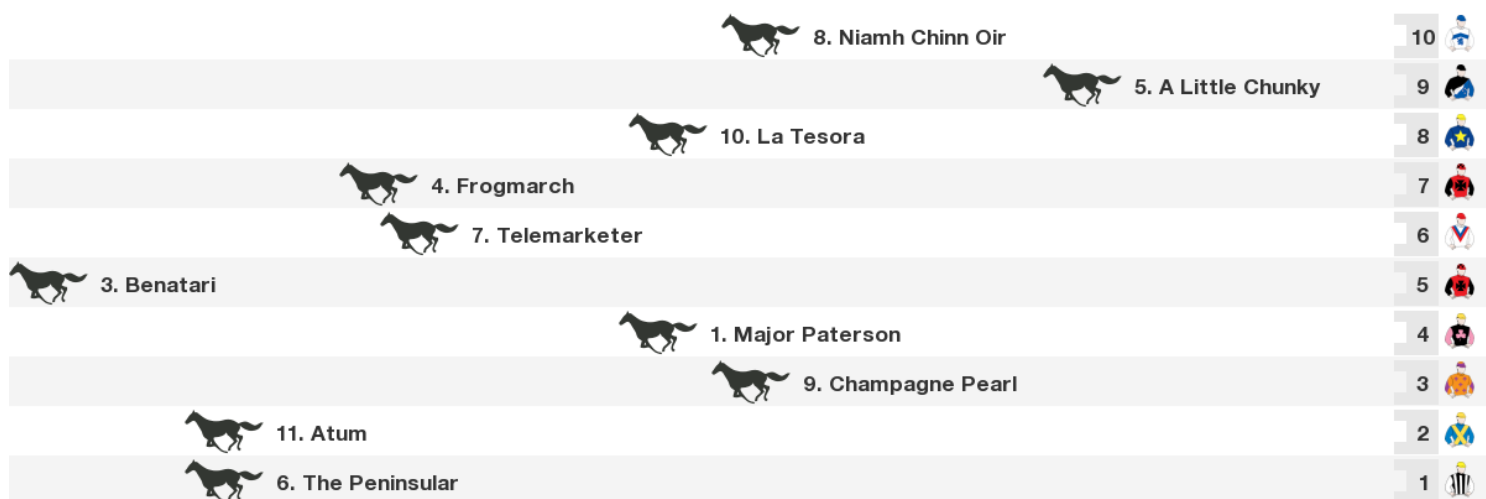 8. Niamh Chinn Oir 10
5. A Little Chunky 9
10. La Tesora 8
4. Frogmarch 7
7. Telemarketer 6
3. Benatari 5
1. Major Paterson 4
9. Champagne Pearl 3
11. Atum 2
6. The Peninsular 1